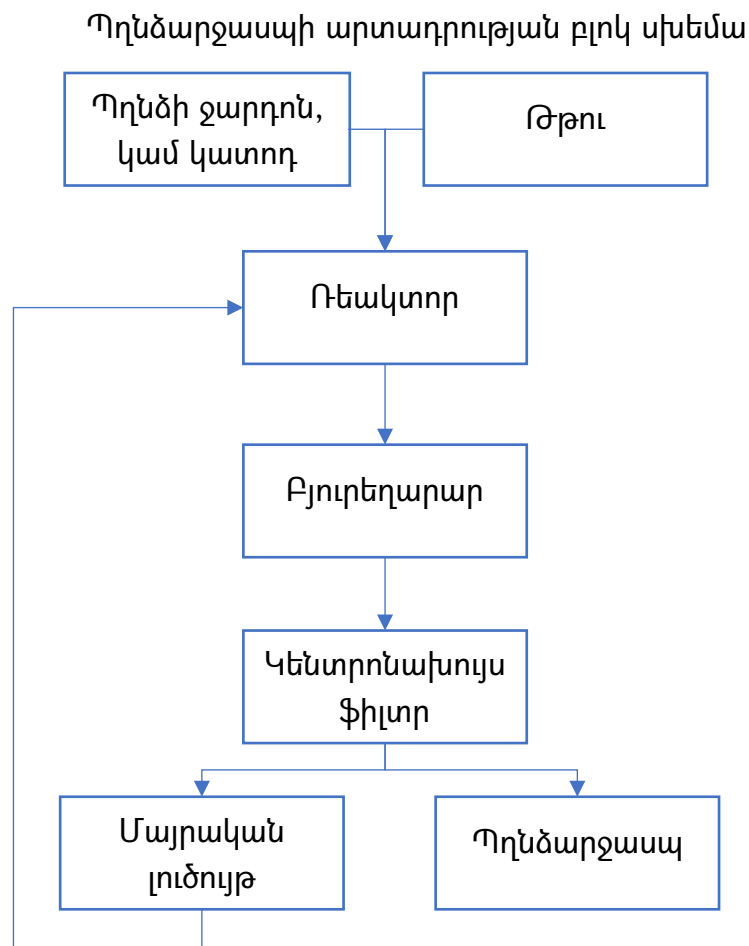 Պղնձարջասպի արտադրության բլոկ սխեմա
Պղնձի ջարդոն,
կամ կատոդ
Թթու
Ռեակտոր
Բյուրեղարար
Կենտրոնախույս
ֆիլտր
Մայրական
լուծույթ
Պղնձարջասպ